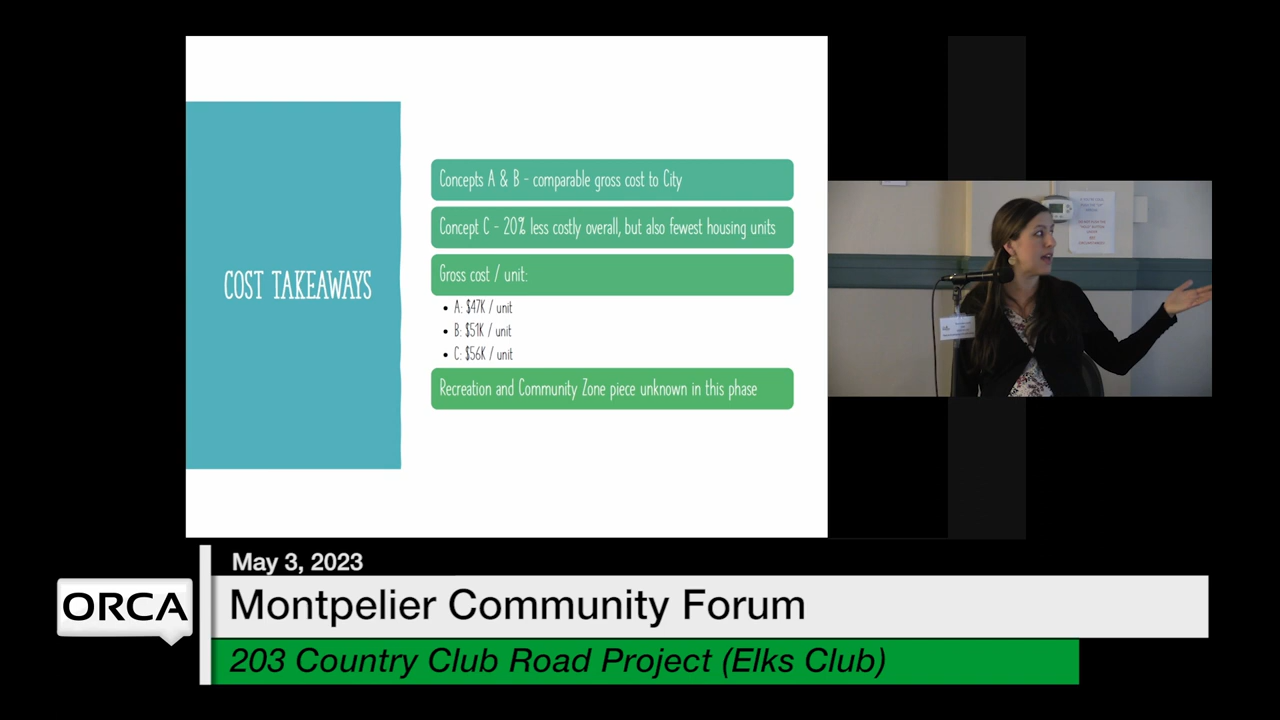 COST TAKEAWAYS
Concepts A & B - comparable gross cost to City
Concept C - 20% less costly overall, but also fewest housing units
Gross cost / unit:
• A: $47K / unit
• B: $51K / unit
• C: $56K / unit
Recreation and Community Zone piece unknown in this phase
May 3, 2023
ORCA
Montpelier Community Forum
203 Country Club Road Project (Elks Club)